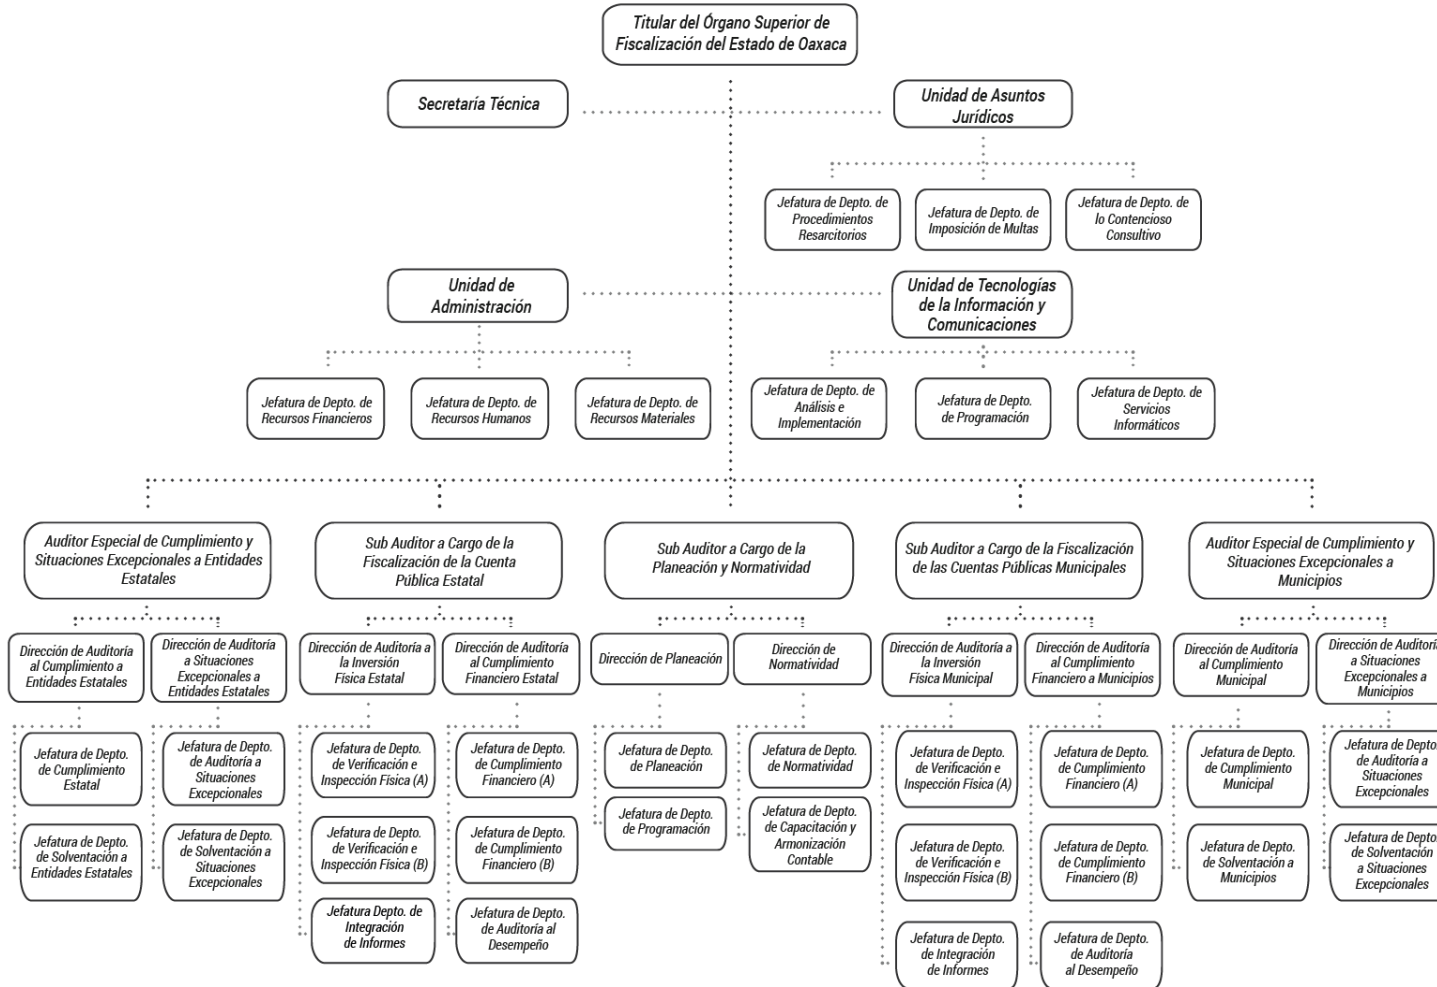 Titular del Órgano Superior de
Fiscalización del Estado de Oaxaca
Secretaría Técnica
Unidad de Asuntos
Jurídicos
Jefatura de Depto. de
Procedimientos
Resarcitorios
Jefatura de Depto. de
Imposición de Multas
Jefatura de Depto. de
lo Contencioso
Consultivo
Unidad de
Administración
Unidad de Tecnologías
de la Información y
Comunicaciones
Jefatura de Depto. de
Recursos Financieros
Jefatura de Depto. de
Recursos Humanos
Jefatura de Depto. de
Recursos Materiales
Jefatura de Depto. de
Análisis e
Implementación
Jefatura de Depto.
de Programación
Jefatura de Depto. de
Servicios
Informáticos
Auditor Especial de Cumplimiento y
Situaciones Excepcionales a Entidades
Estatales
Sub Auditor a Cargo de la
Fiscalización de la Cuenta
Pública Estatal
Sub Auditor a Cargo de la
Planeación y Normatividad
Sub Auditor a Cargo de la Fiscalización
de las Cuentas Públicas Municipales
Auditor Especial de Cumplimiento y
Situaciones Excepcionales a
Municipios
Dirección de Auditoría
al Cumplimiento a
Entidades Estatales
Dirección de Auditoría
a Situaciones
Excepcionales a
Entidades Estatales
Dirección de Auditoría a
la Inversión
Física Estatal
Dirección de Auditoría
al Cumplimiento
Financiero Estatal
Dirección de Planeación
Dirección de
Normatividad
Dirección de Auditoría a
la Inversión
Física Municipal
Dirección de Auditoría
al Cumplimiento
Financiero a Municipios
Dirección de Auditoría
al Cumplimiento
Municipal
Dirección de Auditoría
a Situaciones
Excepcionales a
Municipios
Jefatura de Depto.
de Cumplimiento
Estatal
Jefatura de Depto.
de Auditoría a
Situaciones
Excepcionales
Jefatura de Depto.
de Verificación e
Inspección Física (A)
Jefatura de Depto.
de Cumplimiento
Financiero (A)
Jefatura de Depto.
de Planeación
Jefatura de Depto.
de Normatividad
Jefatura de Depto.
de Verificación e
Inspección Física (A)
Jefatura de Depto.
de Cumplimiento
Financiero (A)
Jefatura de Depto.
de Cumplimiento
Municipal
Jefatura de Depto.
de Auditoría a
Situaciones
Excepcionales
Jefatura de Depto.
de Solventación a
Entidades Estatales
Jefatura de Depto.
de Solventación a
Situaciones
Excepcionales
Jefatura de Depto.
de Verificación e
Inspección Física (B)
Jefatura de Depto.
de Cumplimiento
Financiero (B)
Jefatura de Depto.
de Programación
Jefatura de Depto.
de Capacitación y
Armonización
Contable
Jefatura de Depto.
de Verificación e
Inspección Física (B)
Jefatura de Depto.
de Cumplimiento
Financiero (B)
Jefatura de Depto.
de Solventación a
Municipios
Jefatura de Depto.
de Solventación
a Situaciones
Excepcionales
Jefatura Depto. de
Integración
de Informes
Jefatura de Depto.
de Auditoría al
Desempeño
Jefatura de Depto.
de Integración
de Informes
Jefatura de Depto.
de Auditoría
al Desempeño